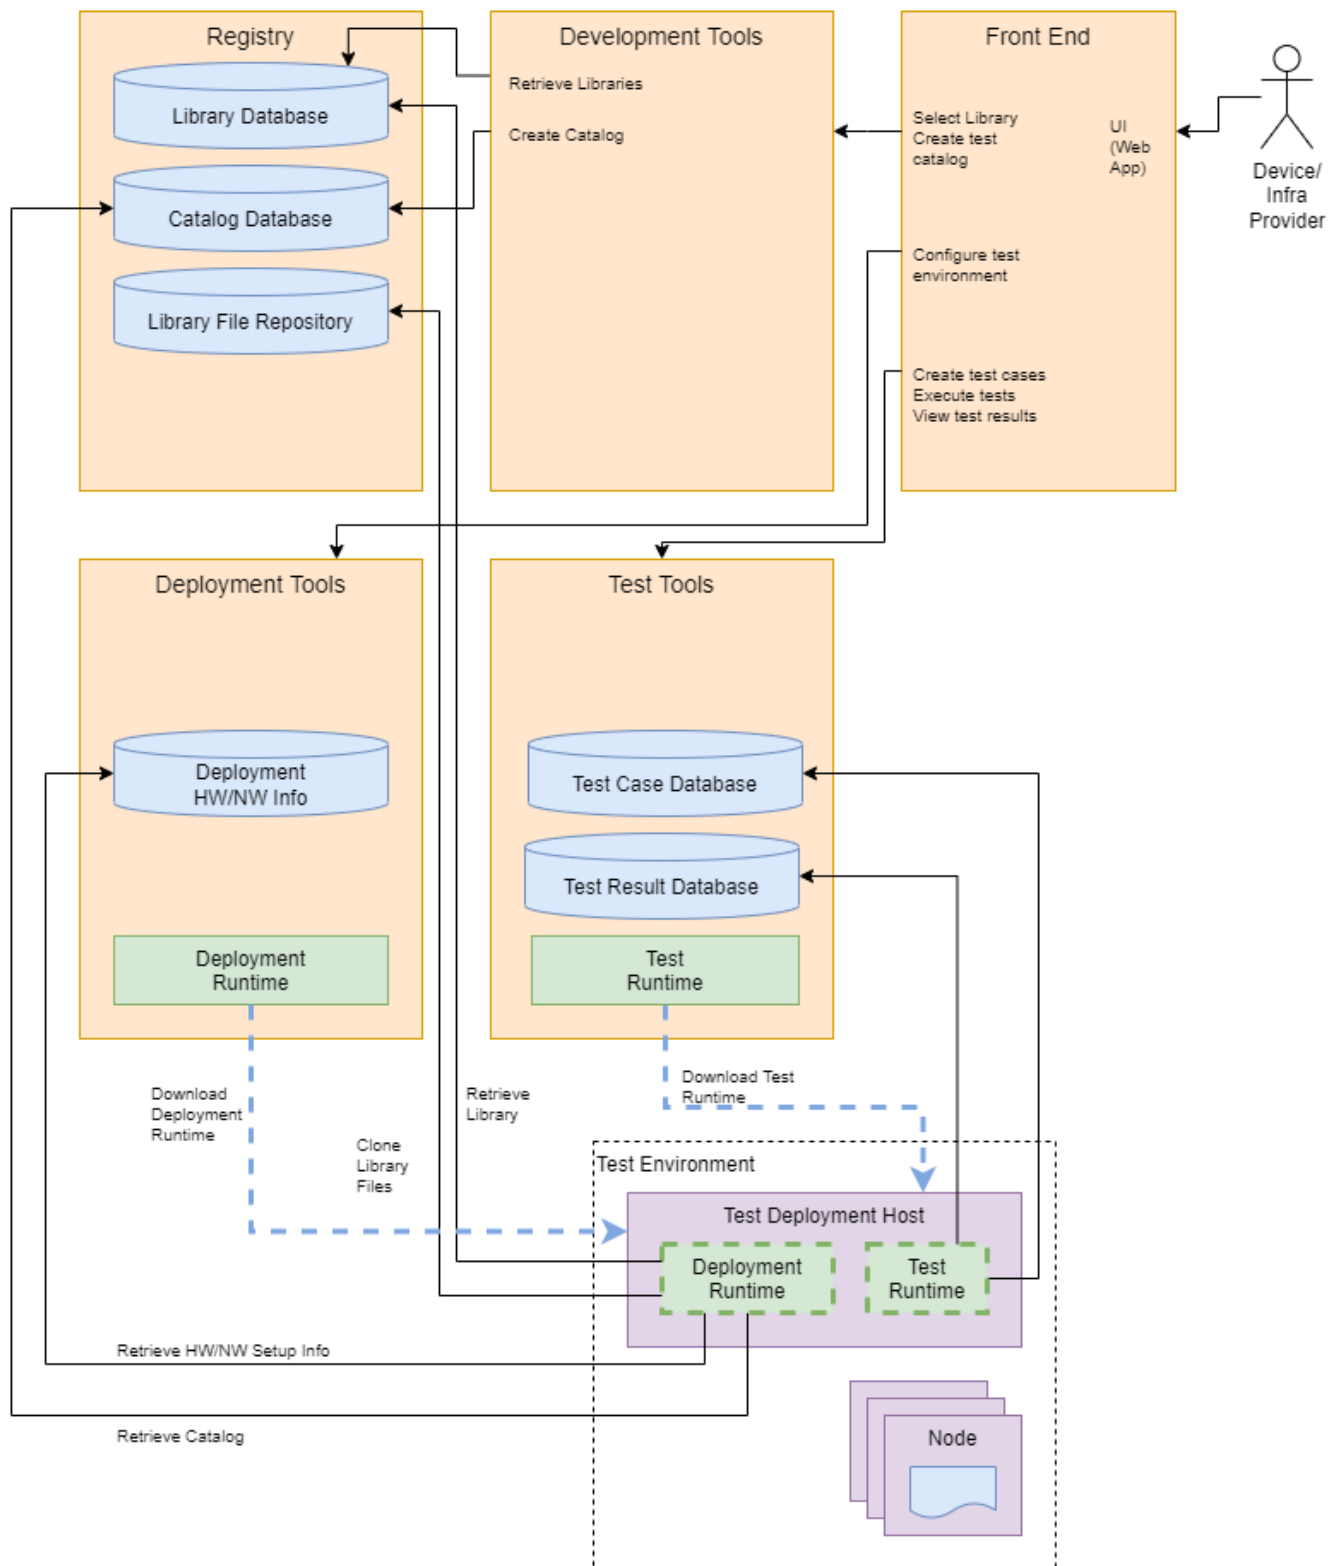 Registry
Library Database
Catalog Database
Library File Repository
Development Tools
Retrieve Libraries
Create Catalog
Front End
Select Library
Create test
catalog
UI
(Web
App)
Configure test
environment
Create test cases
Execute tests
View test results
Device/
Infra
Provider
Deployment Tools
Deployment
HW/NW Info
Deployment
Runtime
Test Tools
Test Case Database
Test Result Database
Test
Runtime
Download
Deployment
Runtime
Clone
Library
Files
Retrieve
Library
Download Test
Runtime
Test Environment
Test Deployment Host
Deployment
Runtime
Test
Runtime
Retrieve HW/NW Setup Info
Retrieve Catalog
Node